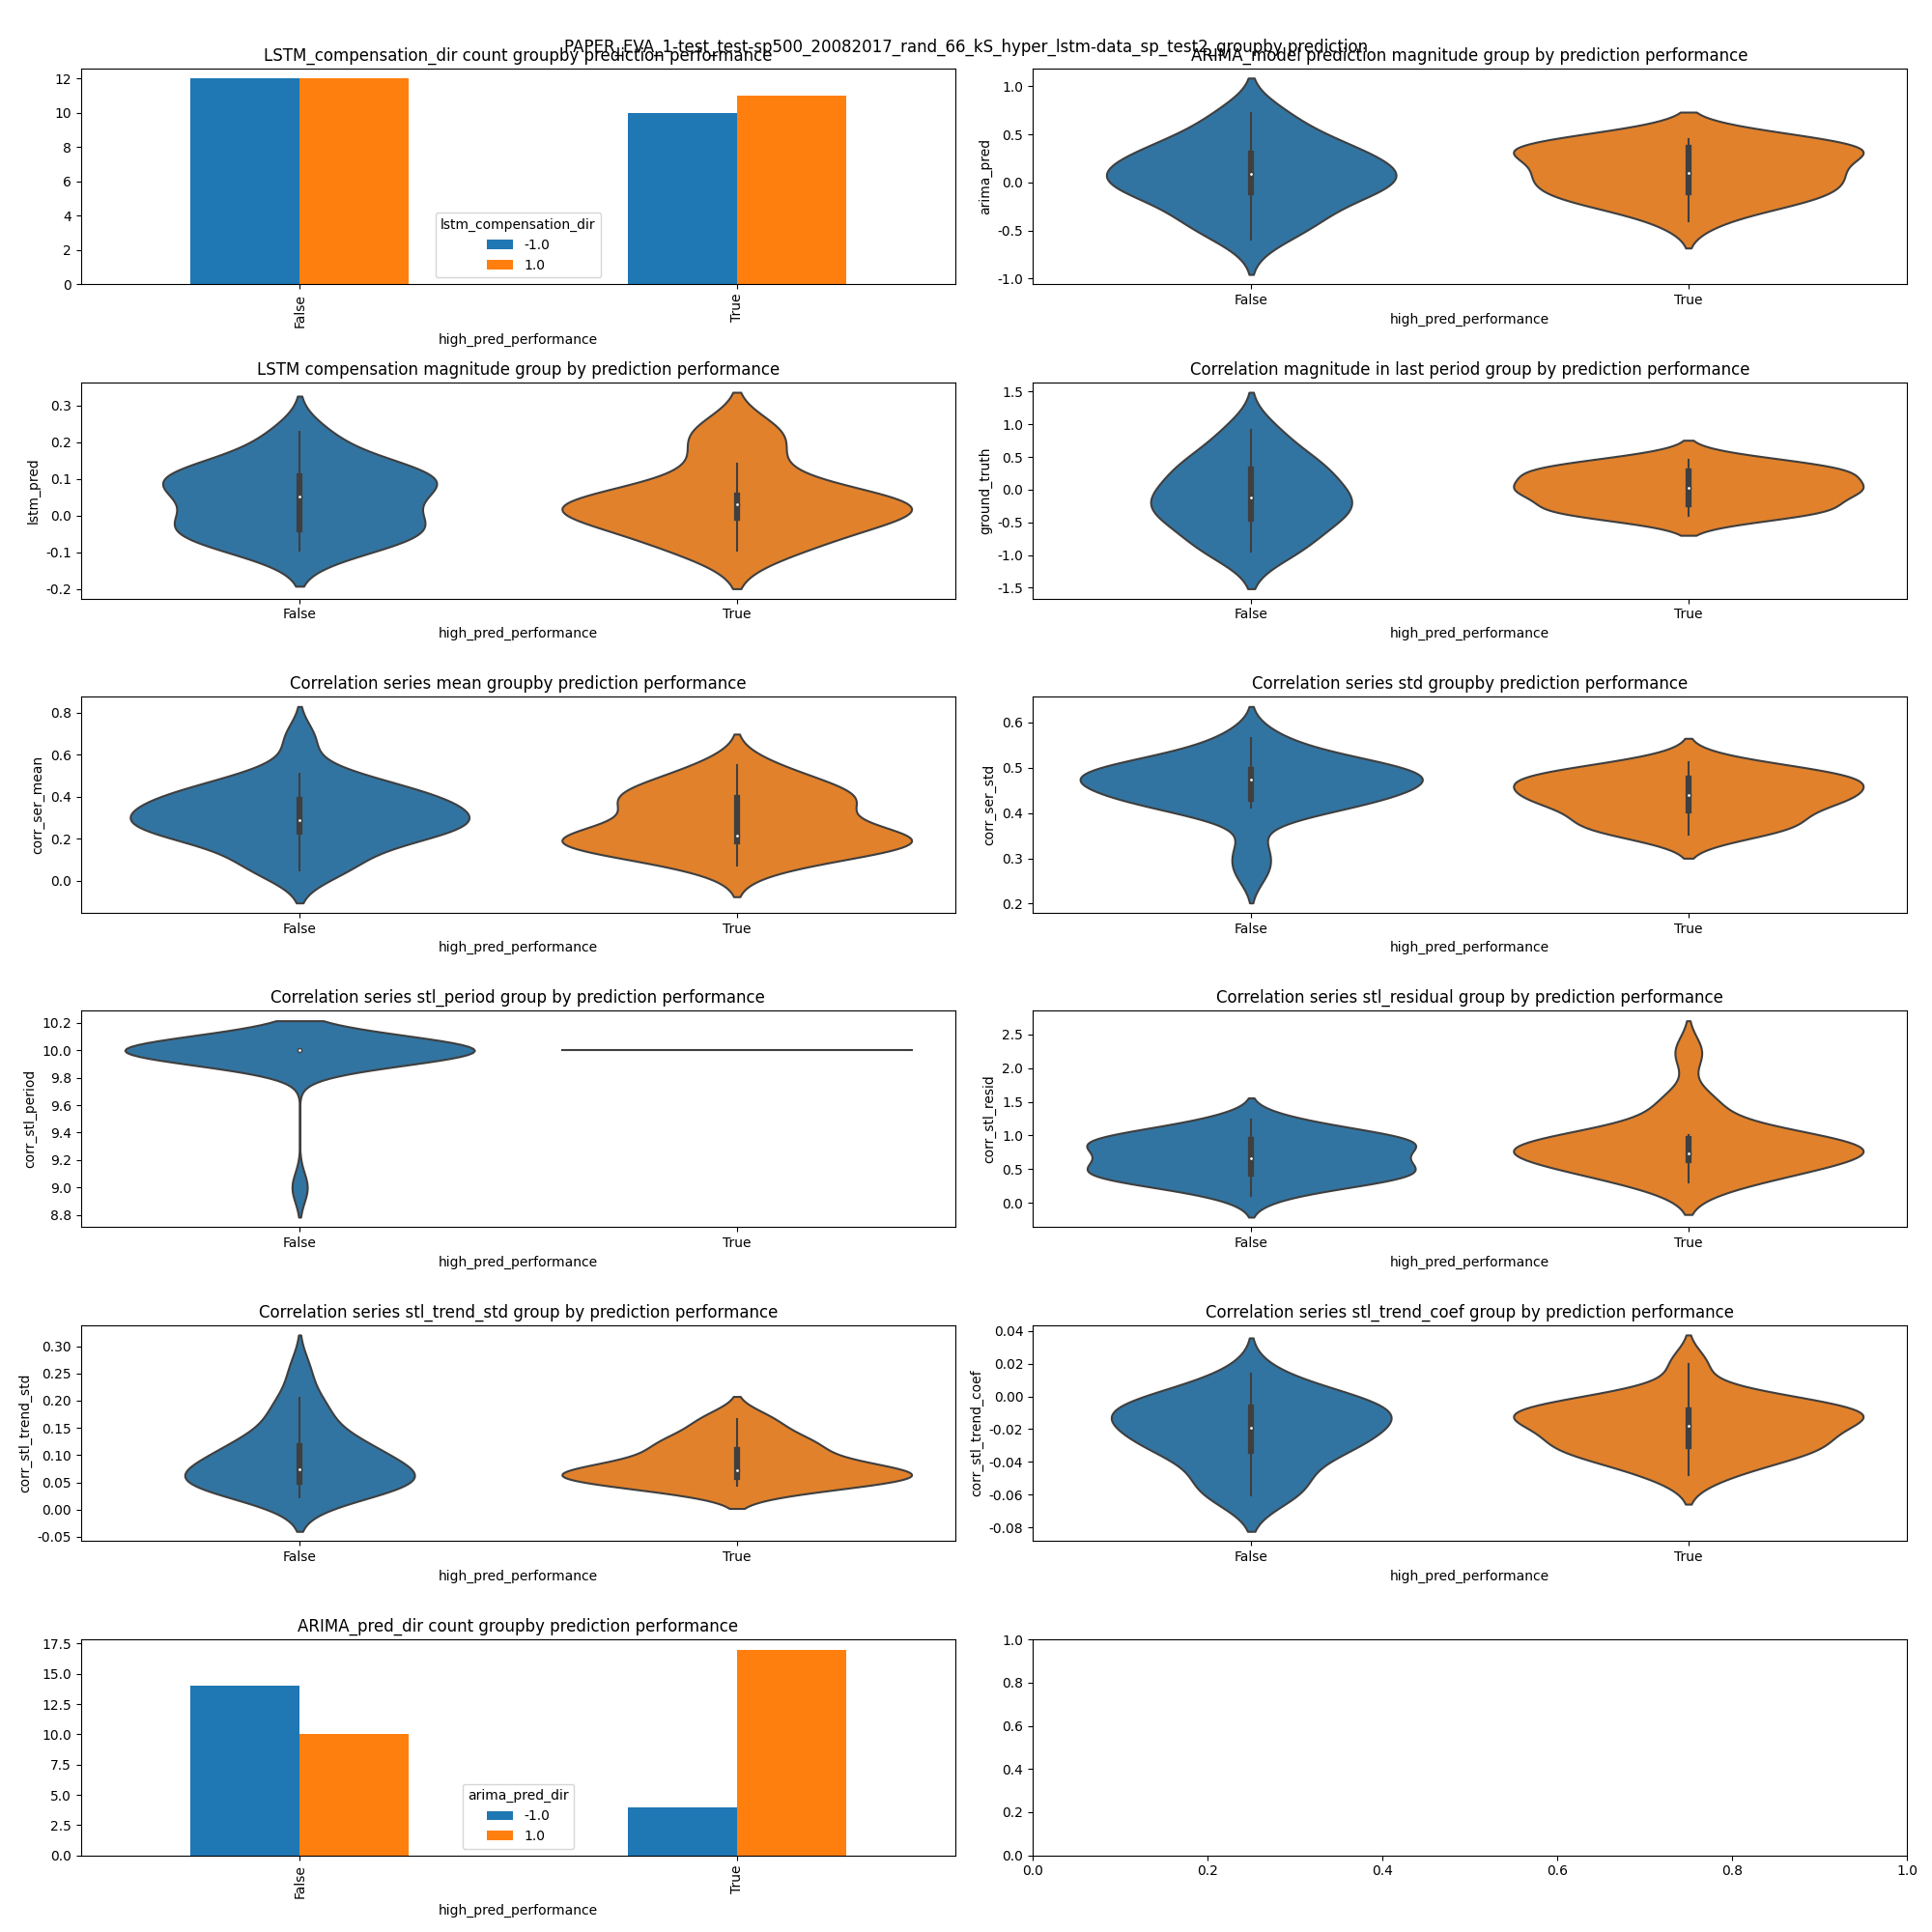 PAPER_EVA_1-test_test-sp500_20082017_rand_66_kS_hyper_lstm-data_sp_test2_groupby prediction
LSTM_compensation_dir count groupby prediction performance
12
10
8
6
4
2
0
lstm_compensation_dir
-1.0
1.0
False
True
high_pred_performance
ARIMA_model prediction magnitude group by prediction performance
arima_pred
1.0
0.5
0.0
-0.5
-1.0
False
True
high_pred_performance
LSTM compensation magnitude group by prediction performance
lstm_pred
0.3
0.2
0.1
0.0
-0.1
-0.2
False
True
high_pred_performance
Correlation magnitude in last period group by prediction performance
ground_truth
1.5
1.0
0.5
0.0
-0.5
-1.0
-1.5
False
True
high_pred_performance
Correlation series mean groupby prediction performance
corr_ser_mean
0.8
0.6
0.4
0.2
0.0
False
True
high_pred_performance
Correlation series std groupby prediction performance
corr_ser_std
0.6
0.5
0.4
0.3
0.2
False
True
high_pred_performance
Correlation series stl_period group by prediction performance
corr_stl_period
10.2
10.0
9.8
9.6
9.4
9.2
9.0
8.8
False
True
high_pred_performance
Correlation series stl_residual group by prediction performance
corr_stl_resid
2.5
2.0
1.5
1.0
0.5
0.0
False
True
high_pred_performance
Correlation series stl_trend_std group by prediction performance
corr_stl_trend_std
0.30
0.25
0.20
0.15
0.10
0.05
0.00
-0.05
False
True
high_pred_performance
Correlation series stl_trend_coef group by prediction performance
corr_stl_trend_coef
0.04
0.02
0.00
-0.02
-0.04
-0.06
-0.08
False
True
high_pred_performance
ARIMA_pred_dir count groupby prediction performance
17.5
15.0
12.5
10.0
7.5
5.0
2.5
0.0
arima_pred_dir
-1.0
1.0
False
True
high_pred_performance
1.0
0.8
0.6
0.4
0.2
0.0
0.0
0.2
0.4
0.6
0.8
1.0